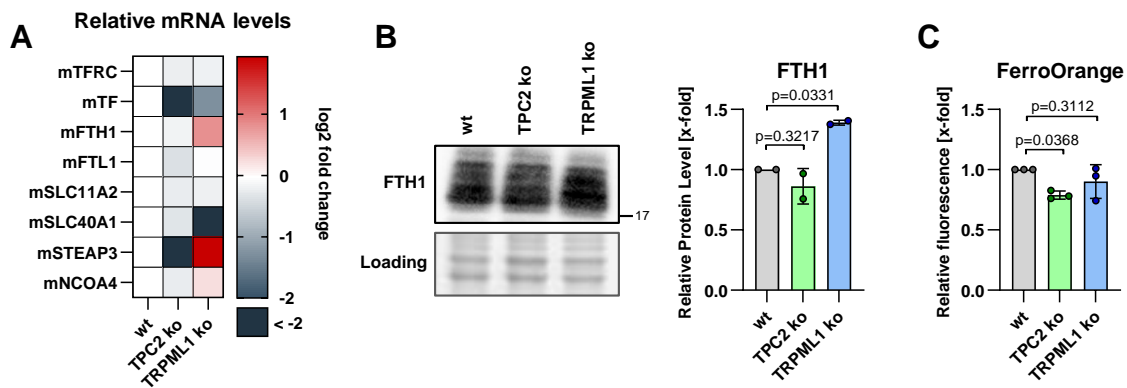 A
Relative mRNA levels
mTFRC
mTF
mFTH1
mFTL1
mSLC11A2
mSLC40A1
mSTEAP3
mNCOA4
wt
TPC2 ko
TRPML1 ko
1
0
-1
-2
< -2
log2 fold change
B
wt
TPC2 ko
TRPML1 ko
FTH1
17
Loading
FTH1
Relative Protein Level [x-fold]
1.5
1.0
0.5
0.0
p=0.0331
p=0.3217
wt
TPC2 ko
TRPML1 ko
C
FerroOrange
Relative fluorescence [x-fold]
1.5
1.0
0.5
0.0
p=0.3112
p=0.0368
wt
TPC2 ko
TRPML1 ko